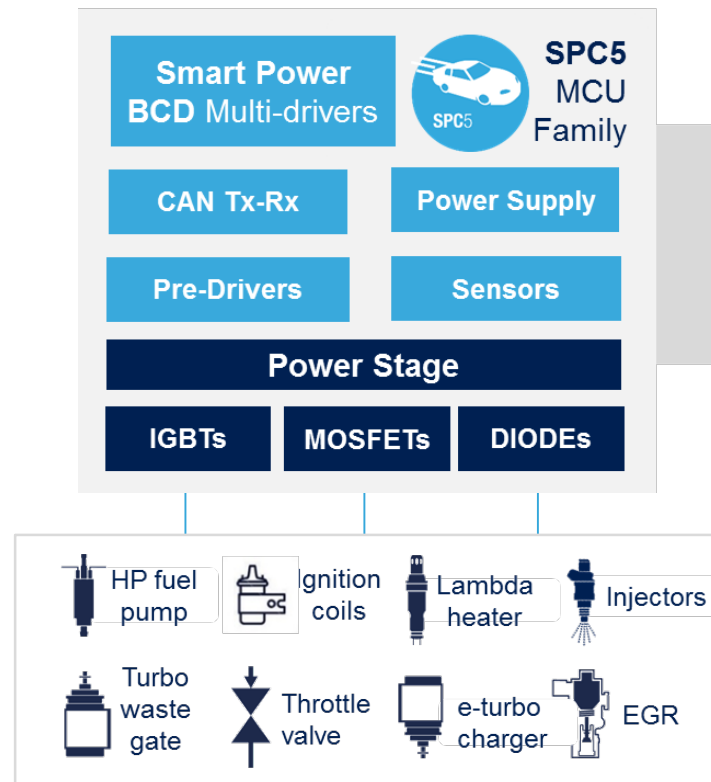 Smart Power
BCD Multi-drivers
SPC5
SPC5
MCU
Family
CAN Tx-Rx
Power Supply
Pre-Drivers
Sensors
Power Stage
IGBTs
MOSFETs
DIODEs
HP fuel
pump
Ignition
coils
Lambda
heater
Injectors
Turbo
waste
gate
Throttle
valve
e-turbo
charger
EGR